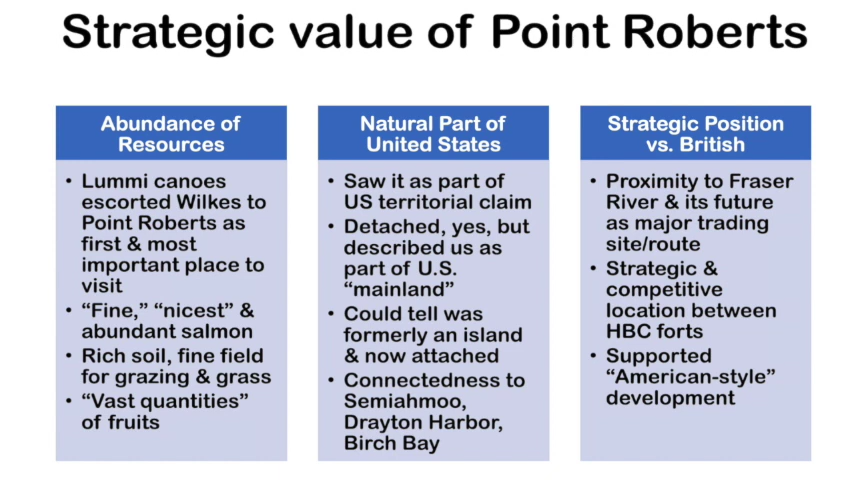 Strategic value of Point Roberts
Abundance of
Resources
• Lummi canoes
escorted Wilkes to
Point Roberts as
first & most
important place to
visit
• “Fine,” “nicest” &
abundant salmon
• Rich soil, fine field
for grazing & grass
• “Vast quantities”
of fruits
Natural Part of
United States
• Saw it as part of
US territorial claim
• Detached, yes, but
described us as
part of U.S.
“mainland”
• Could tell was
formerly an island
& now attached
• Connectedness to
Semiahmoo,
Drayton Harbor,
Birch Bay
Strategic Position
vs. British
• Proximity to Fraser
River & its future
as major trading
site/route
• Strategic &
competitive
location between
HBC forts
• Supported
“American-style”
development